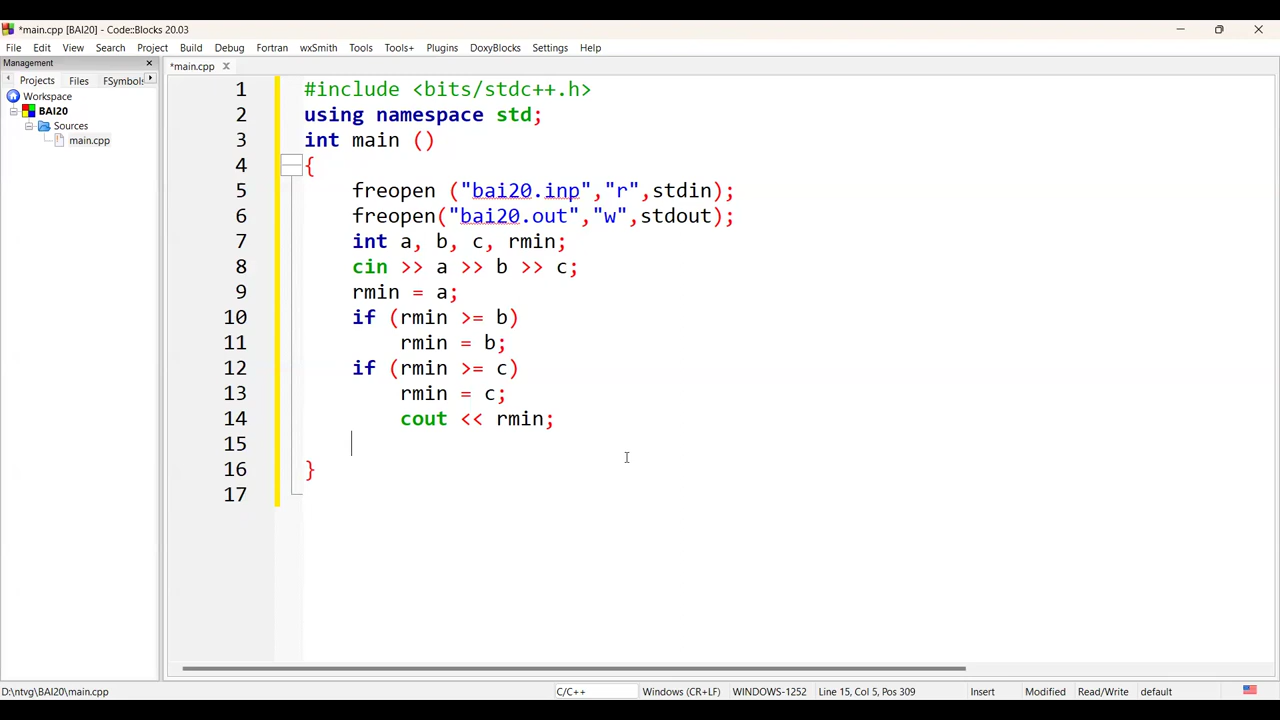 *main.cpp [BAI20] - Code::Blocks 20.03
File Edit View Search Project Build Debug Fortran wxSmith Tools Tools+ Plugins DoxyBlocks Settings Help
Management
*main.cpp
Projects Files FSymbols
Workspace
BAI20
Sources
main.cpp
1 #include <bits/stdc++.h>
2 using namespace std;
3 int main ()
4 {
5 freopen ("bai20.inp","r",stdin);
6 freopen("bai20.out","w",stdout);
7 int a, b, c, rmin;
8 cin >> a >> b >> c;
9 rmin = a;
10 if (rmin >= b)
11 rmin = b;
12 if (rmin >= c)
13 rmin = c;
14 cout << rmin;
15
16 }
17
D:\ntvg\BAI20\main.cpp C/C++ Windows (CR+LF) WINDOWS-1252 Line 15, Col 5, Pos 309 Insert Modified Read/Write default